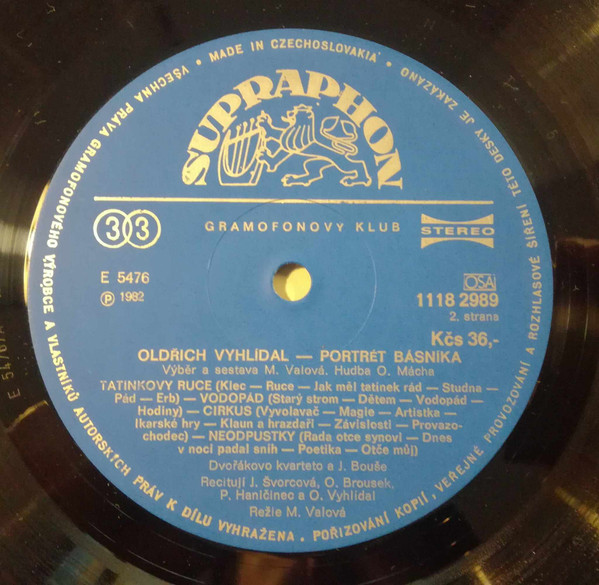 • MADE IN CZECHOSLOVAKIA •
VŠECHNA PRÁVA GRAMOFONOVÉHO VÝROBCE A VLASTNÍKŮ AUTORSKÝCH PRÁV K DÍLU VYHRAŽENA. POŘIZOVÁNÍ KOPIÍ, VEŘEJNÉ PROVOZOVÁNÍ A ROZHLASOVÉ ŠÍŘENÍ TÉTO DESKY JE ZAKÁZÁNO
SUPRAPHON
33
GRAMOFONOVÝ KLUB
STEREO
E 5476
Ⓟ 1982
OSA
1118 2989
2. strana
Kčs 36,-
OLDŘICH VYHLÍDAL — PORTRÉT BÁSNÍKA
Výběr a sestava M. Valová. Hudba O. Mácha
TATÍNKOVY RUCE (Klec — Ruce — Jak měl tatínek rád — Studna —
Pád — Erb) — VODOPÁD (Starý strom — Dětem — Vodopád —
Hodiny) — CIRKUS (Vyvolavač — Magie — Artistka —
Ikarské hry — Klaun a hrazdaři — Závislosti — Provazo-
chodec) — NEODPUSTKY (Rada otce synovi — Dnes
v noci padal sníh — Poetika — Otče můj)
Dvořákovo kvarteto a J. Bouše
Recitují J. Švorcová, O. Brousek,
P. Haničinec a O. Vyhlídal
Režie M. Valová